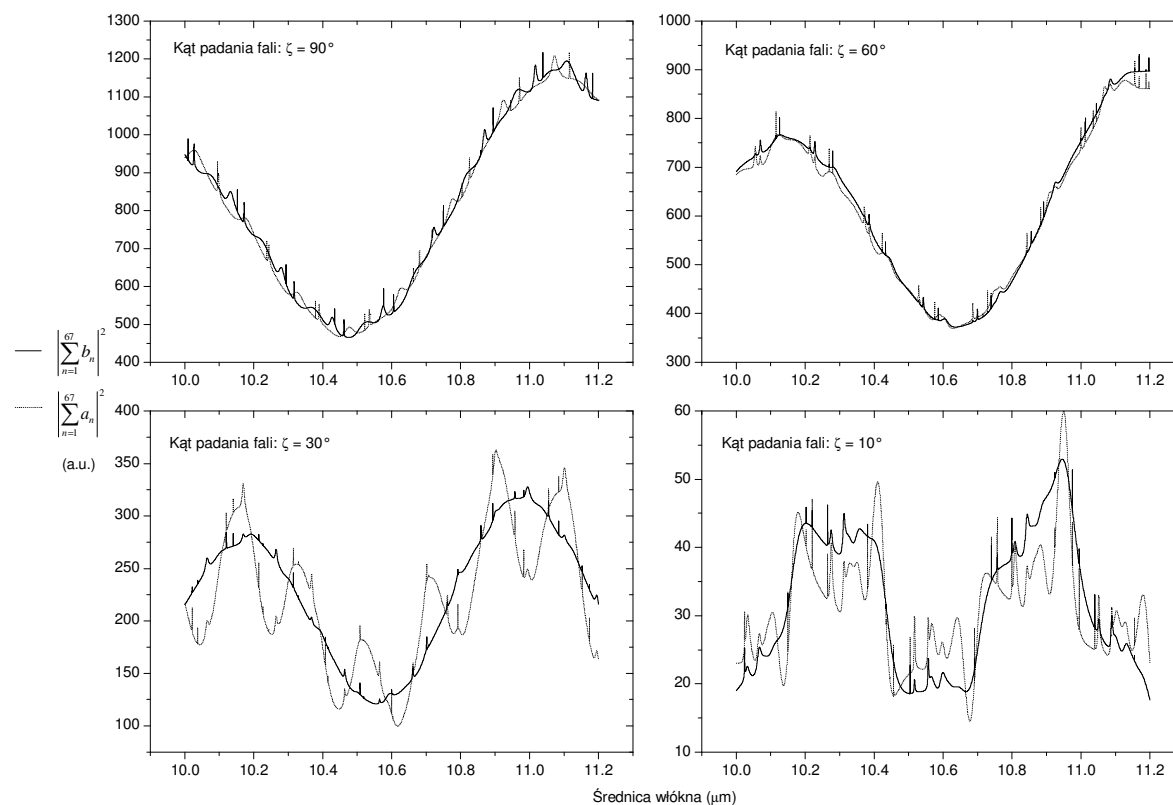 Kąt padania fali: ζ = 90°
1300
1200
1100
1000
900
800
700
600
500
400
10.0 10.2 10.4 10.6 10.8 11.0 11.2
Kąt padania fali: ζ = 60°
1000
900
800
700
600
500
400
300
10.0 10.2 10.4 10.6 10.8 11.0 11.2
|∑ b_n|^2
67
n=1
|∑ a_n|^2
67
n=1
(a.u.)
Kąt padania fali: ζ = 30°
400
350
300
250
200
150
100
10.0 10.2 10.4 10.6 10.8 11.0 11.2
Kąt padania fali: ζ = 10°
60
50
40
30
20
10
10.0 10.2 10.4 10.6 10.8 11.0 11.2
Średnica włókna (μm)